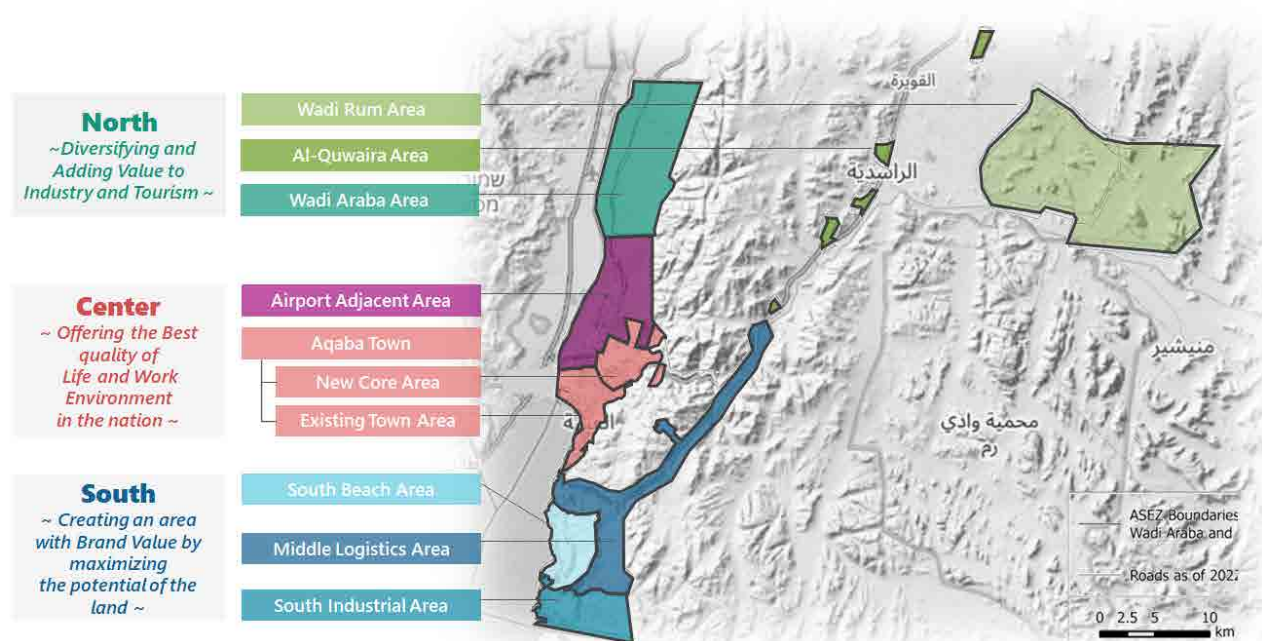 North
~Diversifying and
Adding Value to
Industry and Tourism ~
Wadi Rum Area
Al-Quwaira Area
Wadi Araba Area
Center
~ Offering the Best
quality of
Life and Work
Environment
in the nation ~
Airport Adjacent Area
Aqaba Town
New Core Area
Existing Town Area
South
~ Creating an area
with Brand Value by
maximizing
the potential of the
land ~
South Beach Area
Middle Logistics Area
South Industrial Area
القويرة
الراشدية
منيشير
محمية وادي
رم
ASEZ Boundaries
Wadi Araba and
Roads as of 202
0 2.5 5 10
km